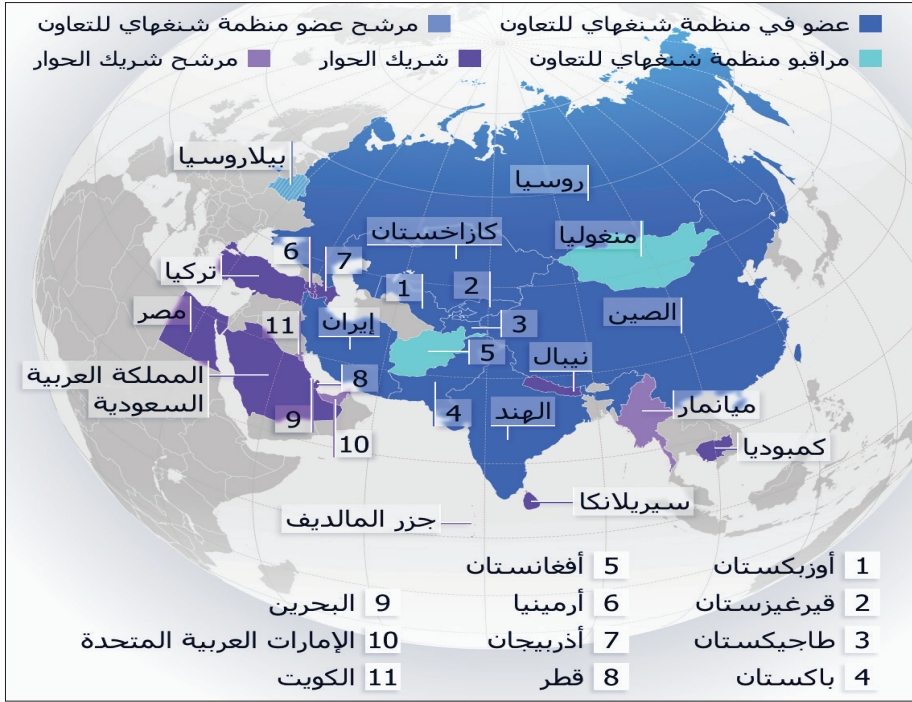 عضو في منظمة شنغهاي للتعاون
مرشح عضو منظمة شنغهاي للتعاون
مراقبو منظمة شنغهاي للتعاون
شريك الحوار
مرشح شريك الحوار
بيلاروسيا
روسيا
كازاخستان
منغوليا
تركيا
6
7
1
2
مصر
11
إيران
3
الصين
5
نيبال
المملكة العربية
السعودية
8
9
4
الهند
ميانمار
10
كمبوديا
سيريلانكا
جزر المالديف
1 أوزبكستان
2 قيرغيزستان
3 طاجيكستان
4 باكستان
5 أفغانستان
6 أرمينيا
7 أذربيجان
8 قطر
9 البحرين
10 الإمارات العربية المتحدة
11 الكويت